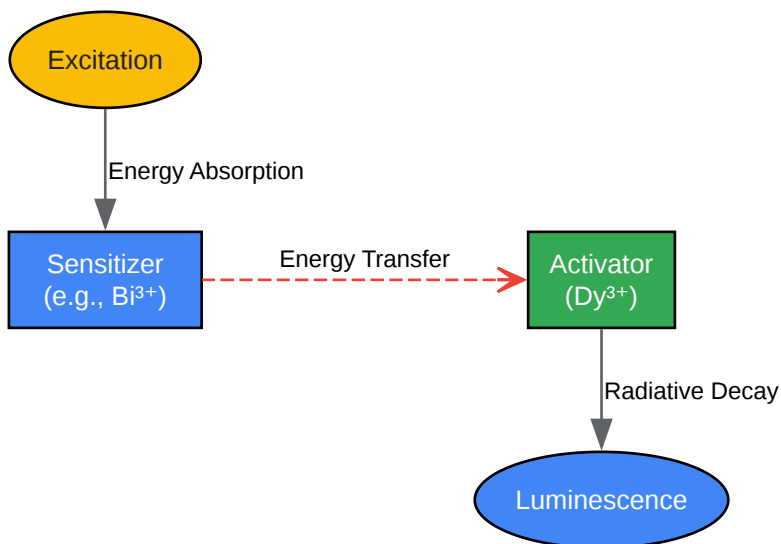 Excitation
Energy Absorption
Sensitizer
(e.g., Bi³⁺)
Energy Transfer
Activator
(Dy³⁺)
Radiative Decay
Luminescence